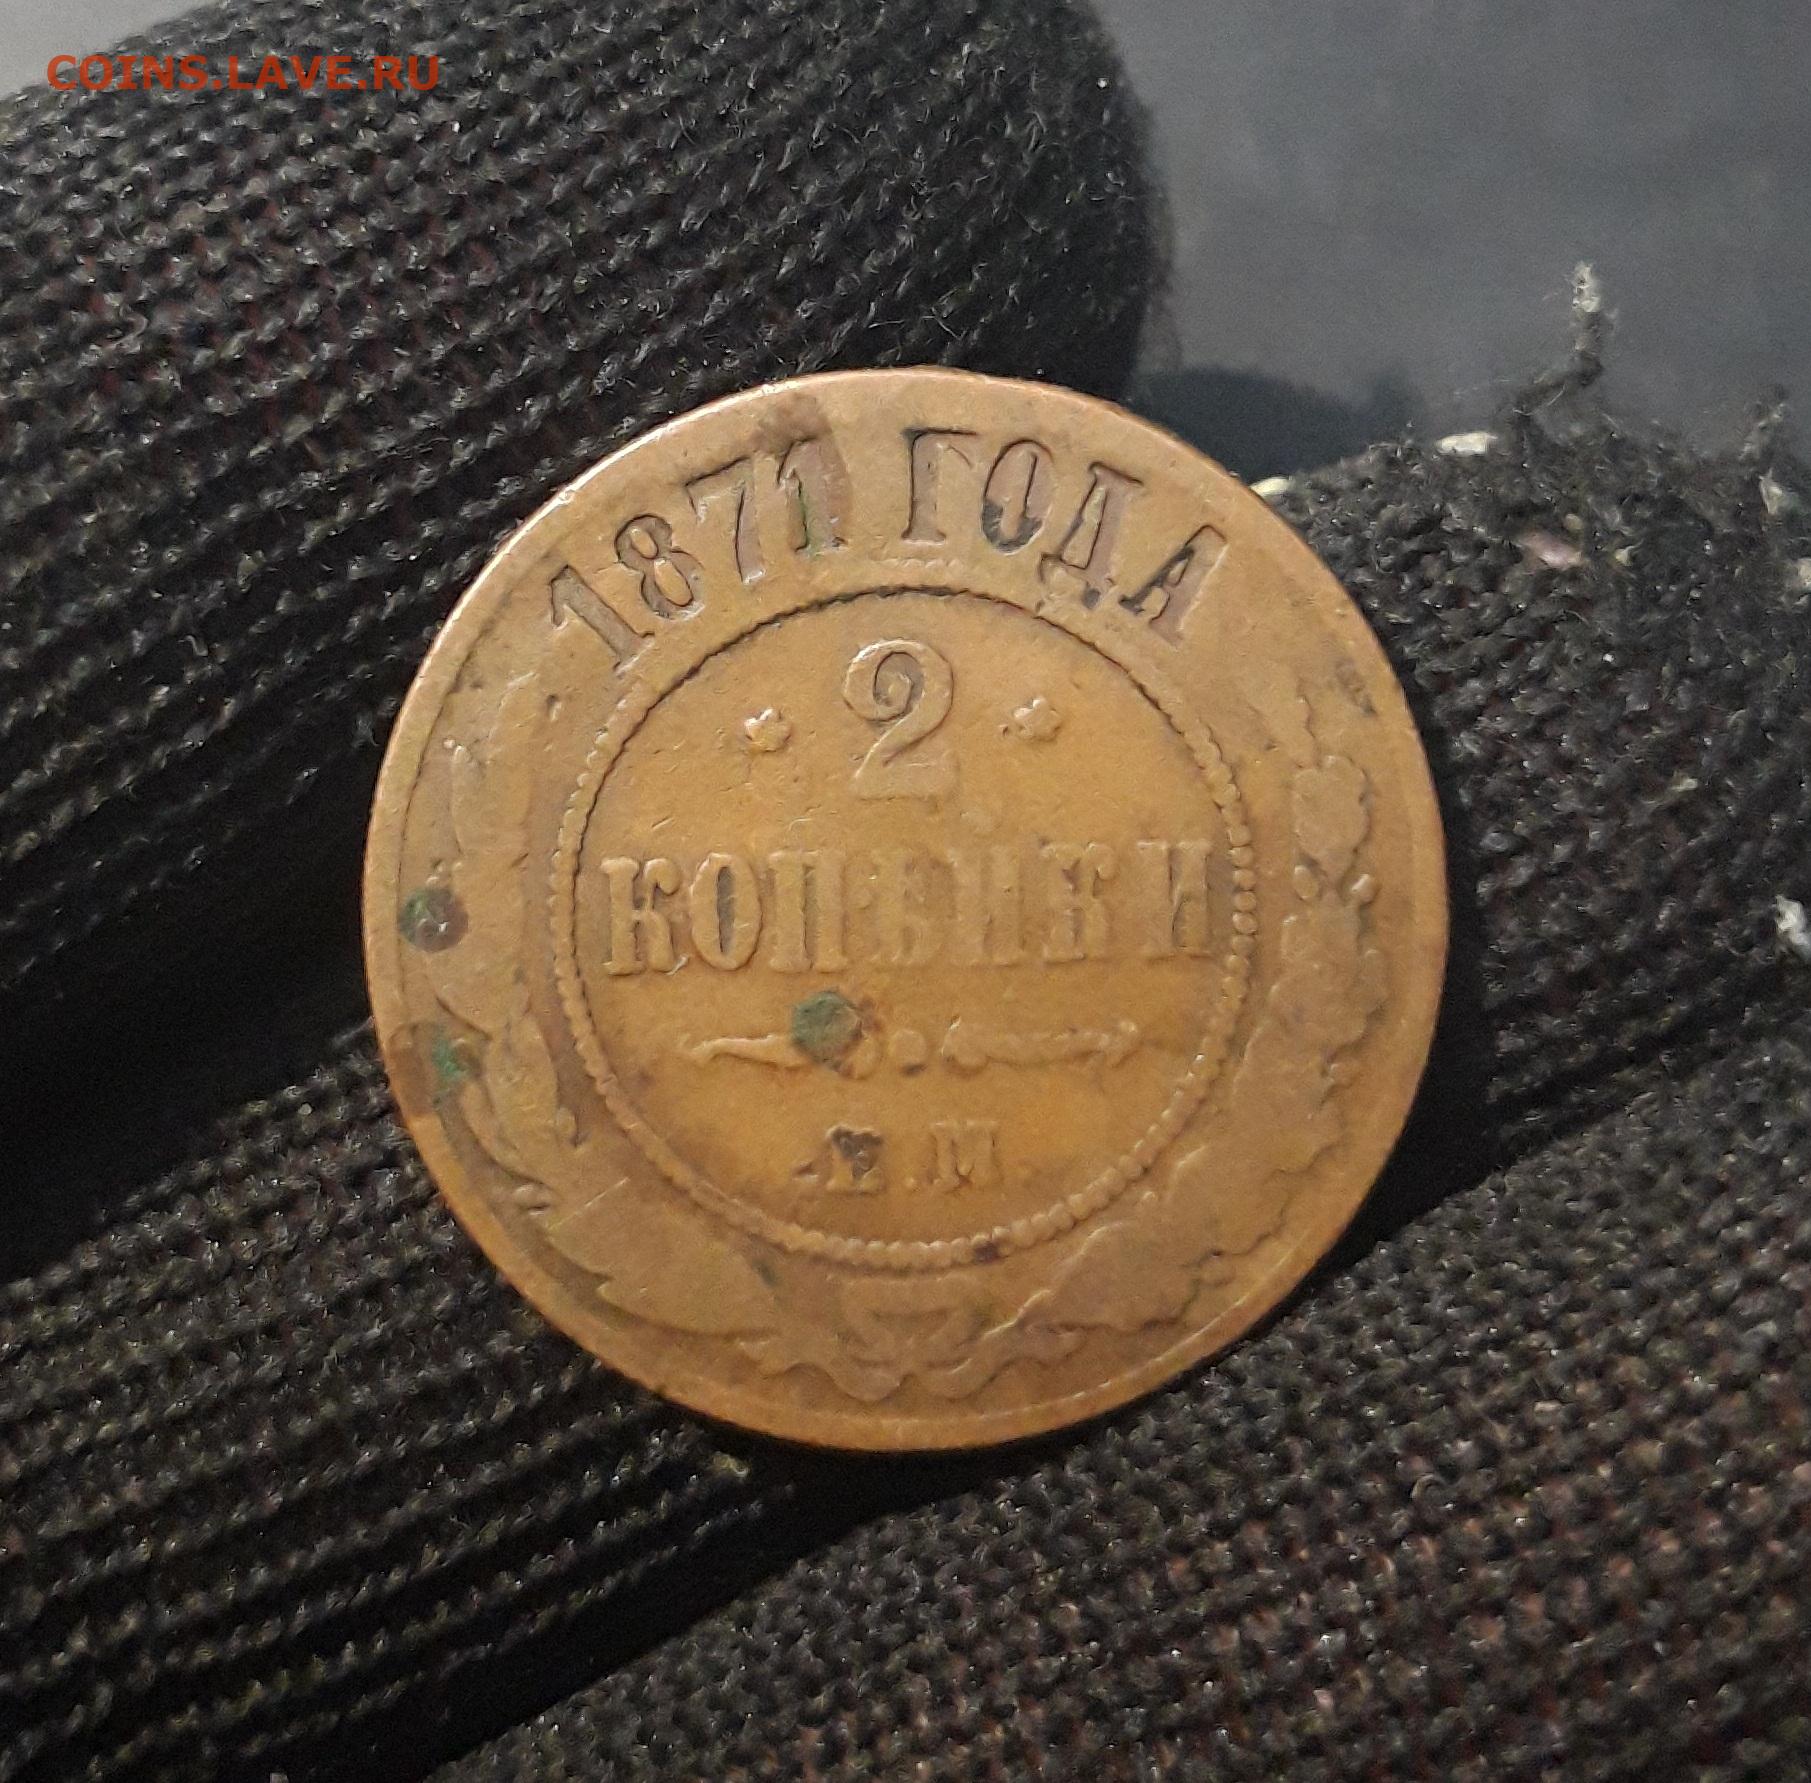 COINS.LAVE.RU
1871 ГОДА
* 2 *
КОПѢЙКИ
Е.М.